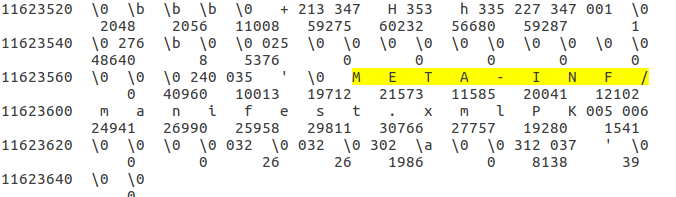 11623520 \0 \b \b \b \0 + 213 347 H 353 h 335 227 347 001 \0
2048 2056 11008 59275 60232 56680 59287 1
11623540 \0 276 \b \0 \0 025 \0 \0 \0 \0 \0 \0 \0 \0 \0 \0
48640 8 5376 0 0 0 0 0
11623560 \0 \0 \0 240 035 ' \0 M E T A - I N F /
0 40960 10013 19712 21573 11585 20041 12102
11623600 m a n i f e s t . x m l P K 005 006
24941 26990 25958 29811 30766 27757 19280 1541
11623620 \0 \0 \0 \0 032 \0 032 \0 302 \a \0 \0 312 037 ' \0
0 0 26 26 1986 0 8138 39
11623640 \0 \0
0